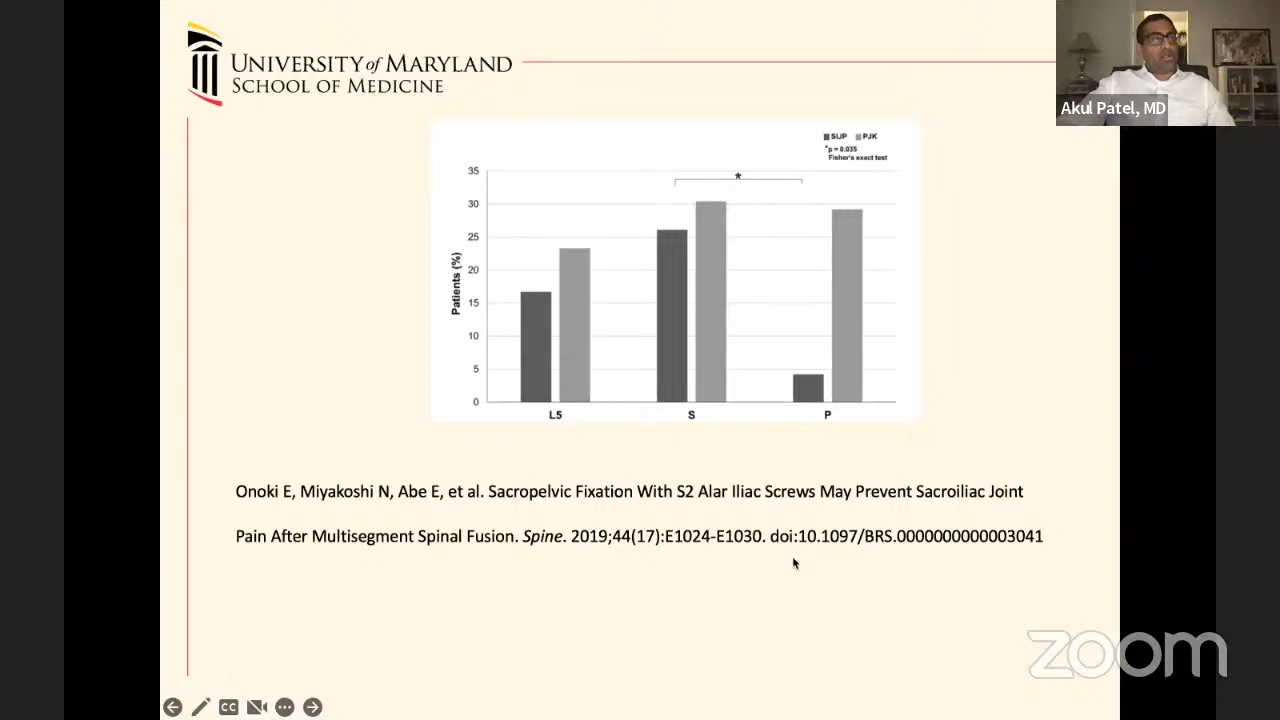 UNIVERSITY of MARYLAND
SCHOOL OF MEDICINE
Akul Patel, MD
SIJP PJK
*p = 0.035
Fisher's exact test
*
35
30
25
20
15
10
5
0
Patients (%)
L5 S P
Onoki E, Miyakoshi N, Abe E, et al. Sacropelvic Fixation With S2 Alar Iliac Screws May Prevent Sacroiliac Joint
Pain After Multisegment Spinal Fusion. Spine. 2019;44(17):E1024-E1030. doi:10.1097/BRS.0000000000003041
zoom
CC